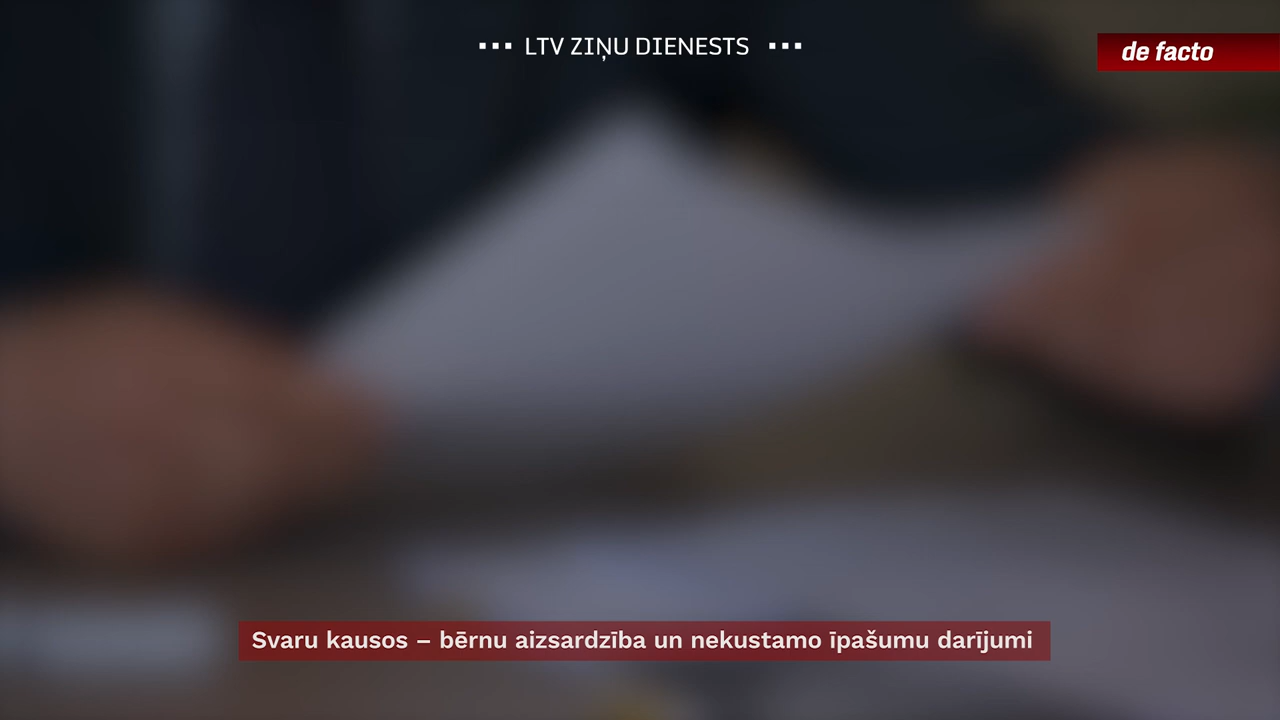 LTV ZIŅU DIENESTS
de facto
Svaru kausos – bērnu aizsardzība un nekustamo īpašumu darījumi